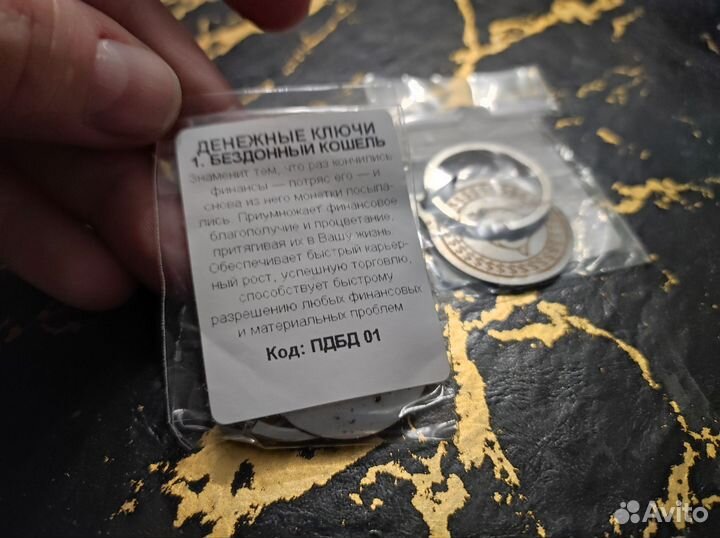 ДЕНЕЖНЫЕ КЛЮЧИ
1. БЕЗДОННЫЙ КОШЕЛЬ
Знаменит тем, что раз кончились
финансы — потряс его — и
снова из него монетки посыпа-
лись. Приумножает финансовое
благополучие и процветание,
притягивая их в Вашу жизнь.
Обеспечивает быстрый карьер-
ный рост, успешную торговлю,
способствует быстрому
разрешению любых финансовых
и материальных проблем
Код: ПДБД 01
Avito